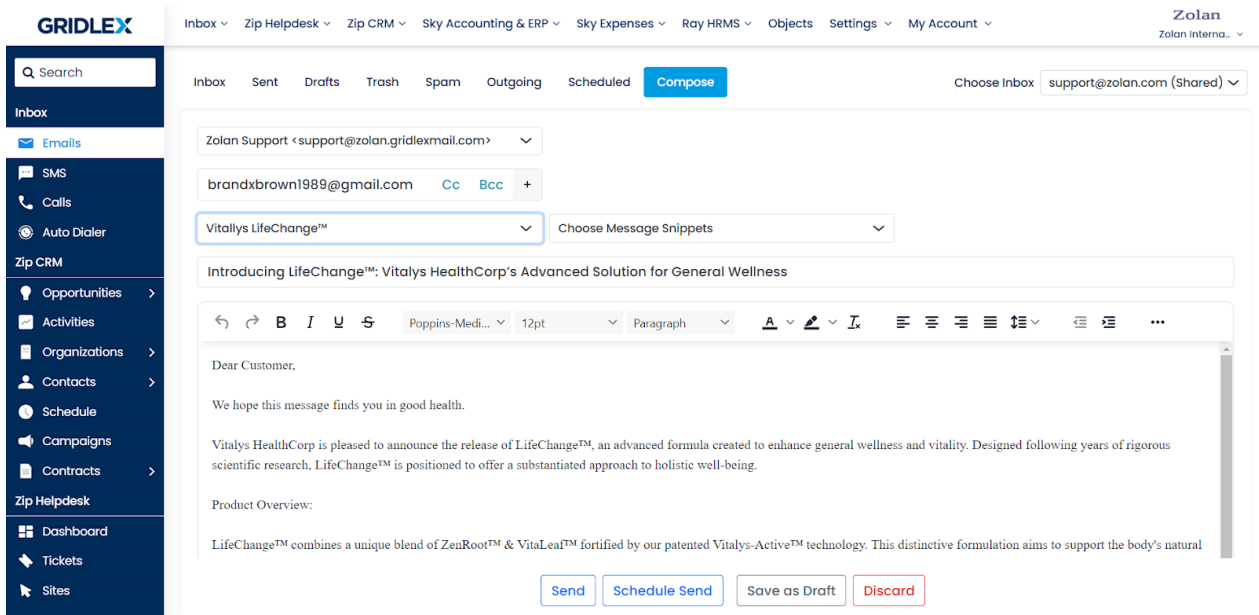 GRIDLEX
Inbox Zip Helpdesk Zip CRM Sky Accounting & ERP Sky Expenses Ray HRMS Objects Settings My Account
Zolan
Zolan Interna..
Search
Inbox
Emails
SMS
Calls
Auto Dialer
Zip CRM
Opportunities
Activities
Organizations
Contacts
Schedule
Campaigns
Contracts
Zip Helpdesk
Dashboard
Tickets
Sites
Inbox Sent Drafts Trash Spam Outgoing Scheduled Compose
Choose Inbox support@zolan.com (Shared)
Zolan Support <support@zolan.gridlexmail.com>
brandxbrown1989@gmail.com Cc Bcc +
Vitallys LifeChange™ Choose Message Snippets
Introducing LifeChange™: Vitalys HealthCorp's Advanced Solution for General Wellness
B I U S Poppins-Medi... 12pt Paragraph A
Dear Customer,
We hope this message finds you in good health.
Vitalys HealthCorp is pleased to announce the release of LifeChange™, an advanced formula created to enhance general wellness and vitality. Designed following years of rigorous
scientific research, LifeChange™ is positioned to offer a substantiated approach to holistic well-being.
Product Overview:
LifeChange™ combines a unique blend of ZenRoot™ & VitaLeaf™ fortified by our patented Vitalys-Active™ technology. This distinctive formulation aims to support the body's natural
Send Schedule Send Save as Draft Discard